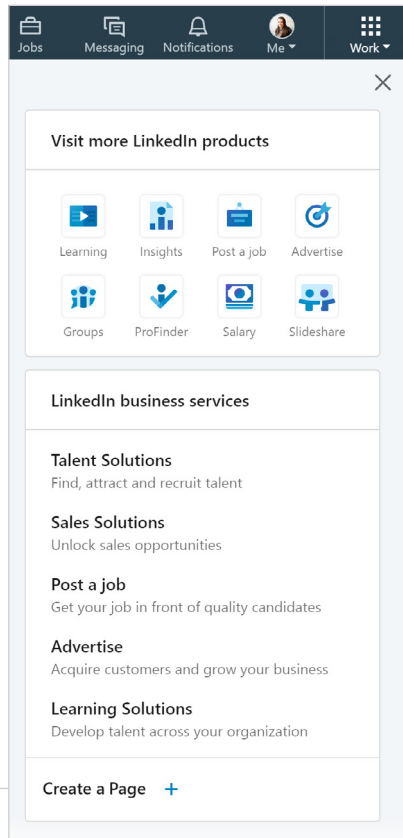 Jobs Messaging Notifications Me Work
Visit more LinkedIn products
Learning Insights Post a job Advertise
Groups ProFinder Salary Slideshare
LinkedIn business services
Talent Solutions
Find, attract and recruit talent
Sales Solutions
Unlock sales opportunities
Post a job
Get your job in front of quality candidates
Advertise
Acquire customers and grow your business
Learning Solutions
Develop talent across your organization
Create a Page +